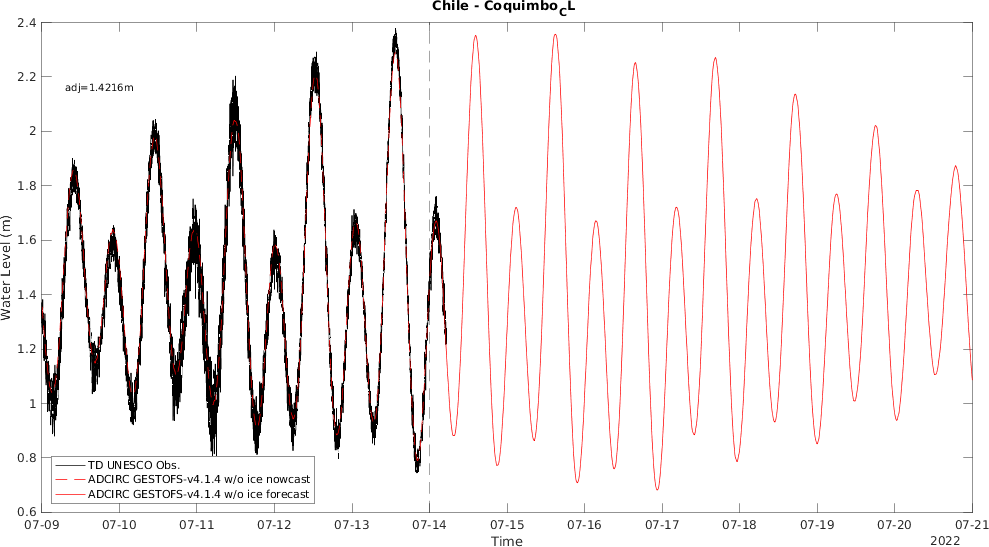 Chile - Coquimbo_CL
adj=1.4216m
2.4
2.2
2
1.8
1.6
1.4
1.2
1
0.8
0.6
Water Level (m)
TD UNESCO Obs.
ADCIRC GESTOFS-v4.1.4 w/o ice nowcast
ADCIRC GESTOFS-v4.1.4 w/o ice forecast
07-09 07-10 07-11 07-12 07-13 07-14 07-15 07-16 07-17 07-18 07-19 07-20 07-21
Time
2022